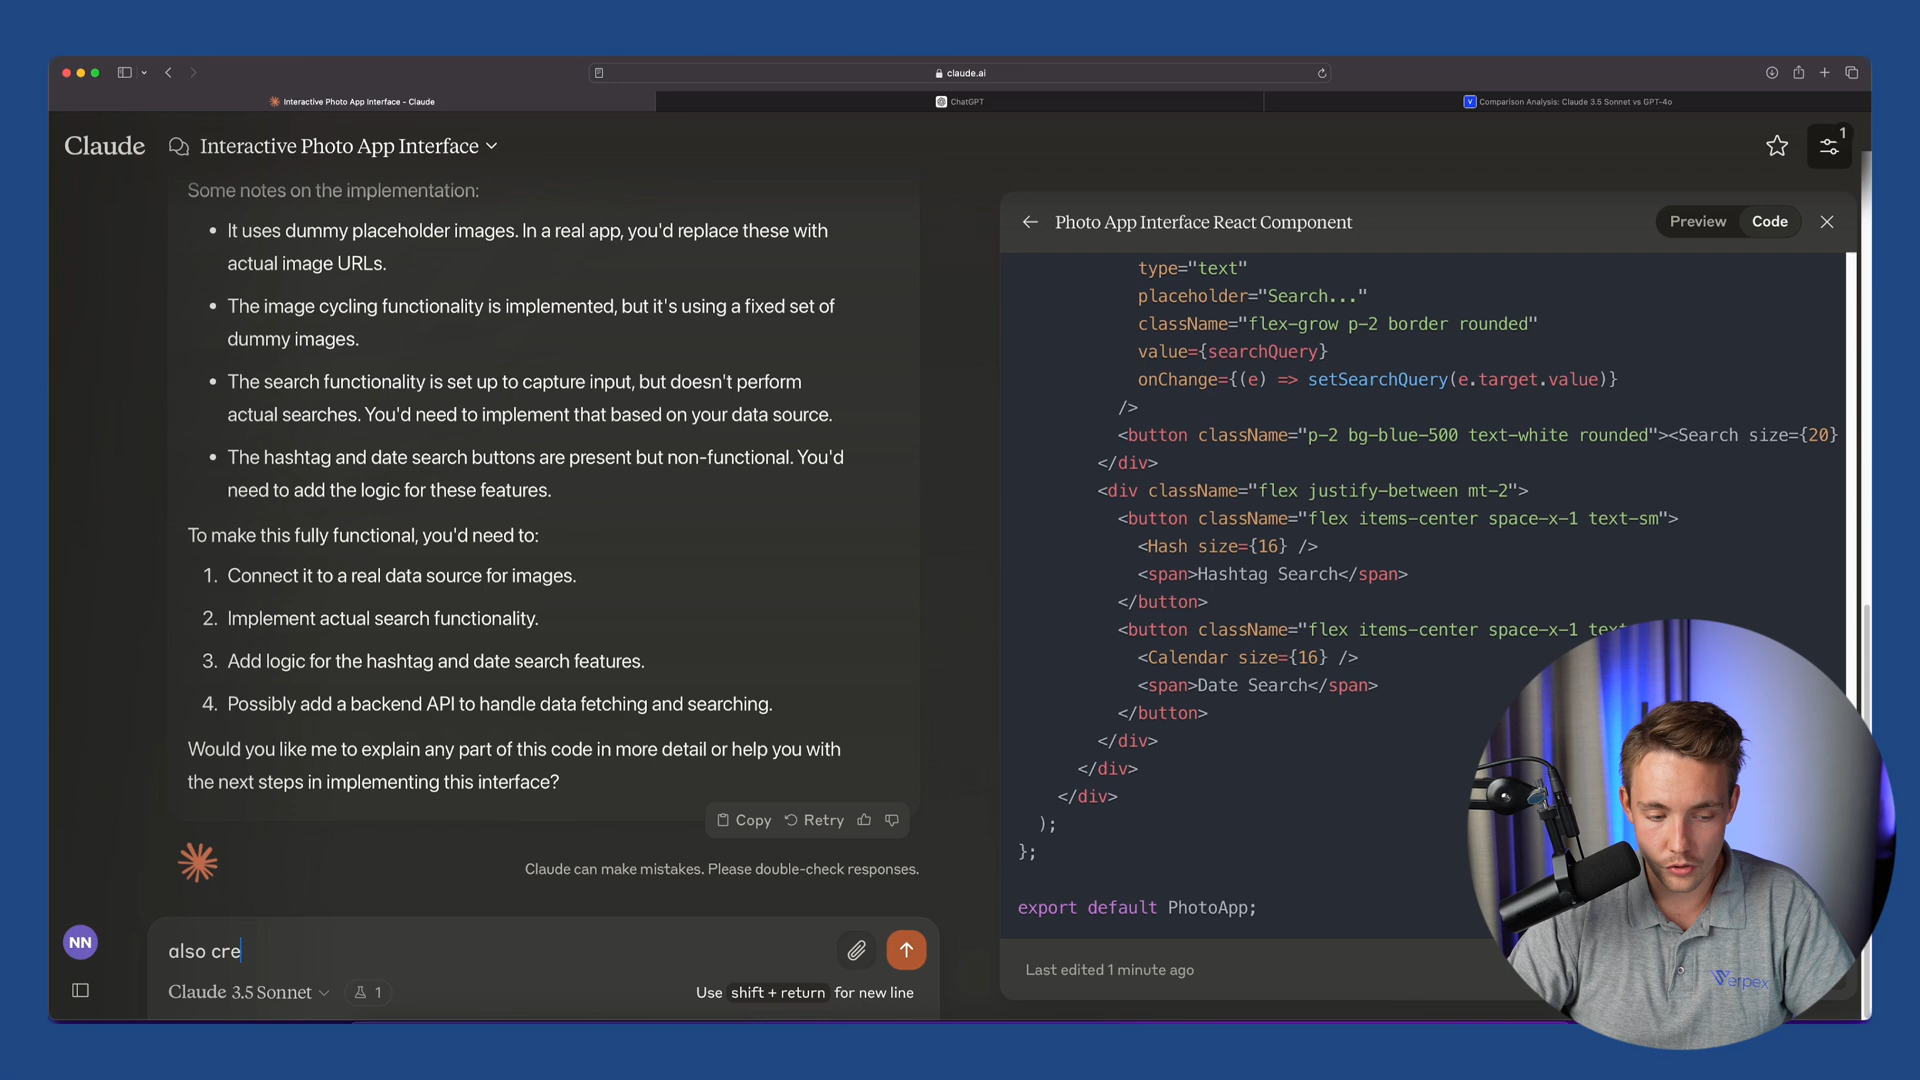 claude.ai
Interactive Photo App Interface - Claude
ChatGPT
V
Comparison Analysis: Claude 3.5 Sonnet vs GPT-4o
Claude
Interactive Photo App Interface
1
Some notes on the implementation:
• It uses dummy placeholder images. In a real app, you'd replace these with
actual image URLs.
• The image cycling functionality is implemented, but it's using a fixed set of
dummy images.
• The search functionality is set up to capture input, but doesn't perform
actual searches. You'd need to implement that based on your data source.
• The hashtag and date search buttons are present but non-functional. You'd
need to add the logic for these features.
To make this fully functional, you'd need to:
1. Connect it to a real data source for images.
2. Implement actual search functionality.
3. Add logic for the hashtag and date search features.
4. Possibly add a backend API to handle data fetching and searching.
Would you like me to explain any part of this code in more detail or help you with
the next steps in implementing this interface?
Copy Retry
Claude can make mistakes. Please double-check responses.
NN
also cre
Claude 3.5 Sonnet 1
Use shift + return for new line
Photo App Interface React Component
Preview Code
type="text"
placeholder="Search..."
className="flex-grow p-2 border rounded"
value={searchQuery}
onChange={(e) => setSearchQuery(e.target.value)}
/>
<button className="p-2 bg-blue-500 text-white rounded"><Search size={20}
</div>
<div className="flex justify-between mt-2">
<button className="flex items-center space-x-1 text-sm">
<Hash size={16} />
<span>Hashtag Search</span>
</button>
<button className="flex items-center space-x-1
<Calendar size={16} />
<span>Date Search</span>
</button>
</div>
</div>
</div>
);
};
export default PhotoApp;
Last edited 1 minute ago
Verpex